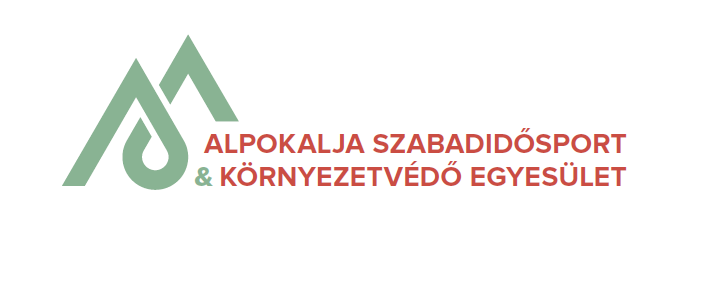 ALPOKALJA SZABADIDŐSPORT
& KÖRNYEZETVÉDŐ EGYESÜLET